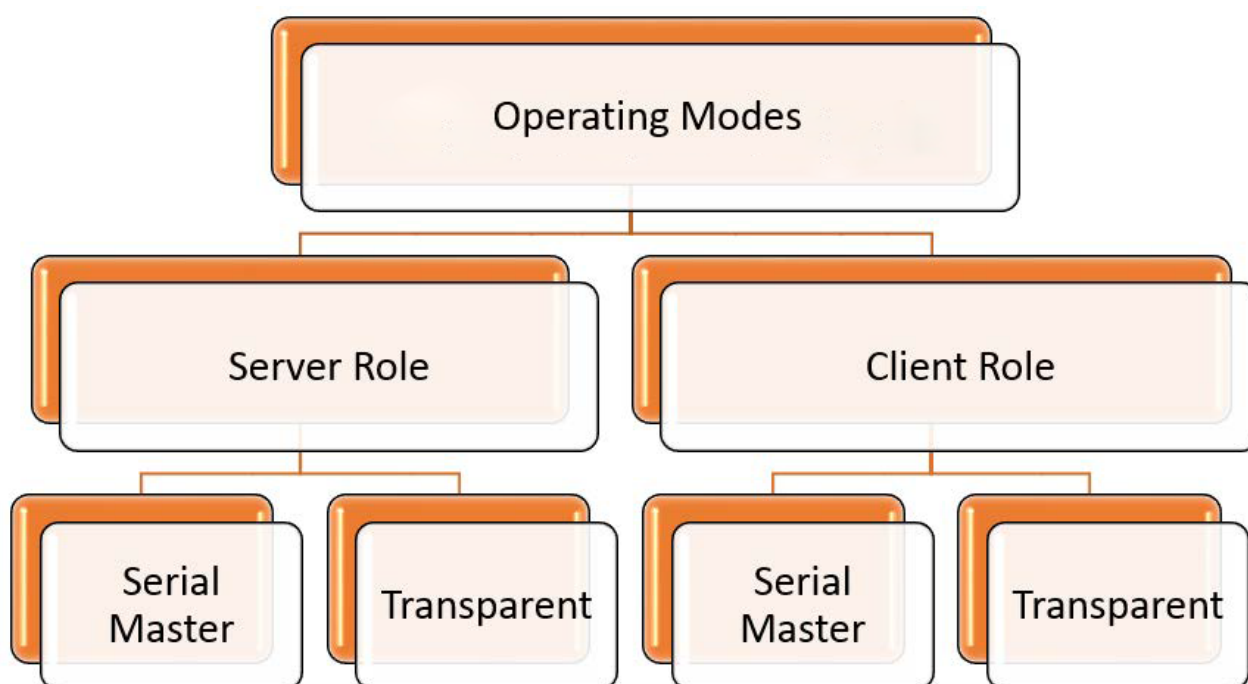 Operating Modes
Server Role
Client Role
Serial
Master
Transparent
Serial
Master
Transparent